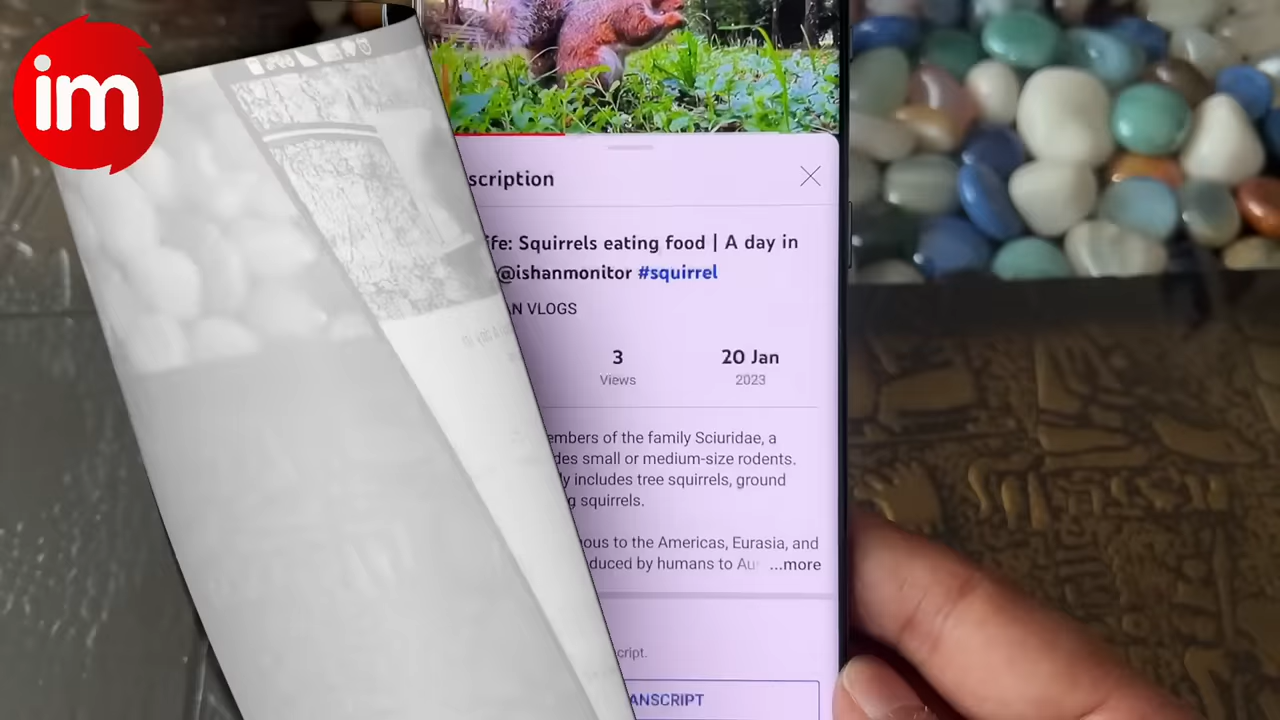 im
scription
ife: Squirrels eating food | A day in
@ishanmonitor #squirrel
AN VLOGS
3
20 Jan
Views
2023
embers of the family Sciuridae, a
des small or medium-size rodents.
ly includes tree squirrels, ground
g squirrels.
ous to the Americas, Eurasia, and
duced by humans to Au ...more
cript.
ANSCRIPT